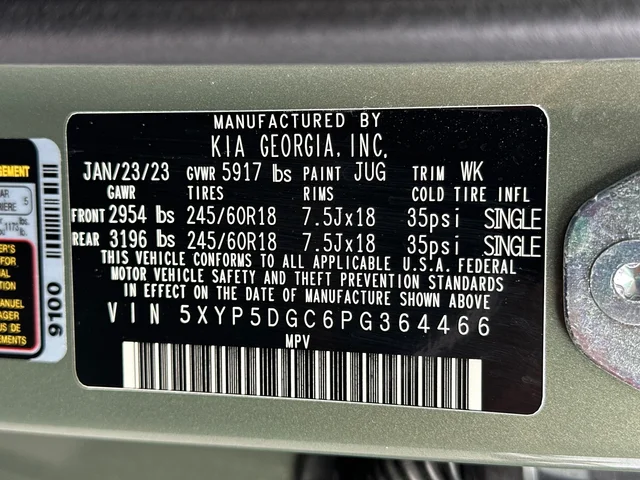 MANUFACTURED BY
KIA GEORGIA, INC.
JAN/23/23 GVWR 5917 lbs PAINT JUG TRIM WK
GAWR TIRES RIMS COLD TIRE INFL
FRONT 2954 lbs 245/60R18 7.5Jx18 35psi SINGLE
REAR 3196 lbs 245/60R18 7.5Jx18 35psi SINGLE
THIS VEHICLE CONFORMS TO ALL APPLICABLE U.S.A. FEDERAL
MOTOR VEHICLE SAFETY AND THEFT PREVENTION STANDARDS
IN EFFECT ON THE DATE OF MANUFACTURE SHOWN ABOVE
VIN 5XYP5DGC6PG364466
MPV
9100